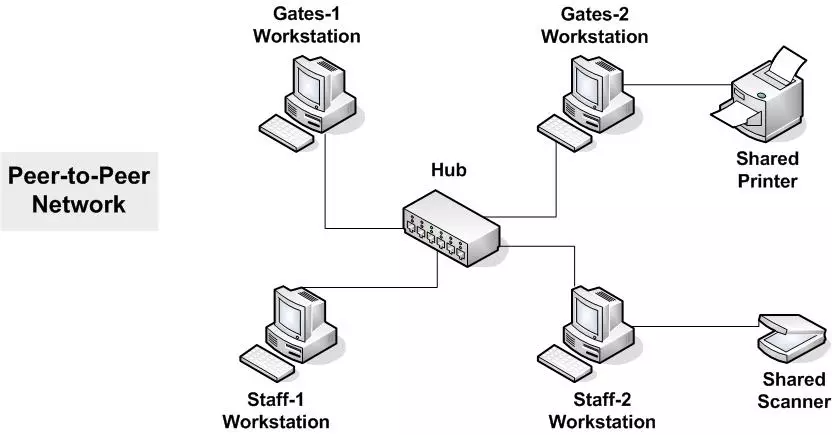 Gates-1
Workstation
Gates-2
Workstation
Shared
Printer
Peer-to-Peer
Network
Hub
Staff-1
Workstation
Staff-2
Workstation
Shared
Scanner